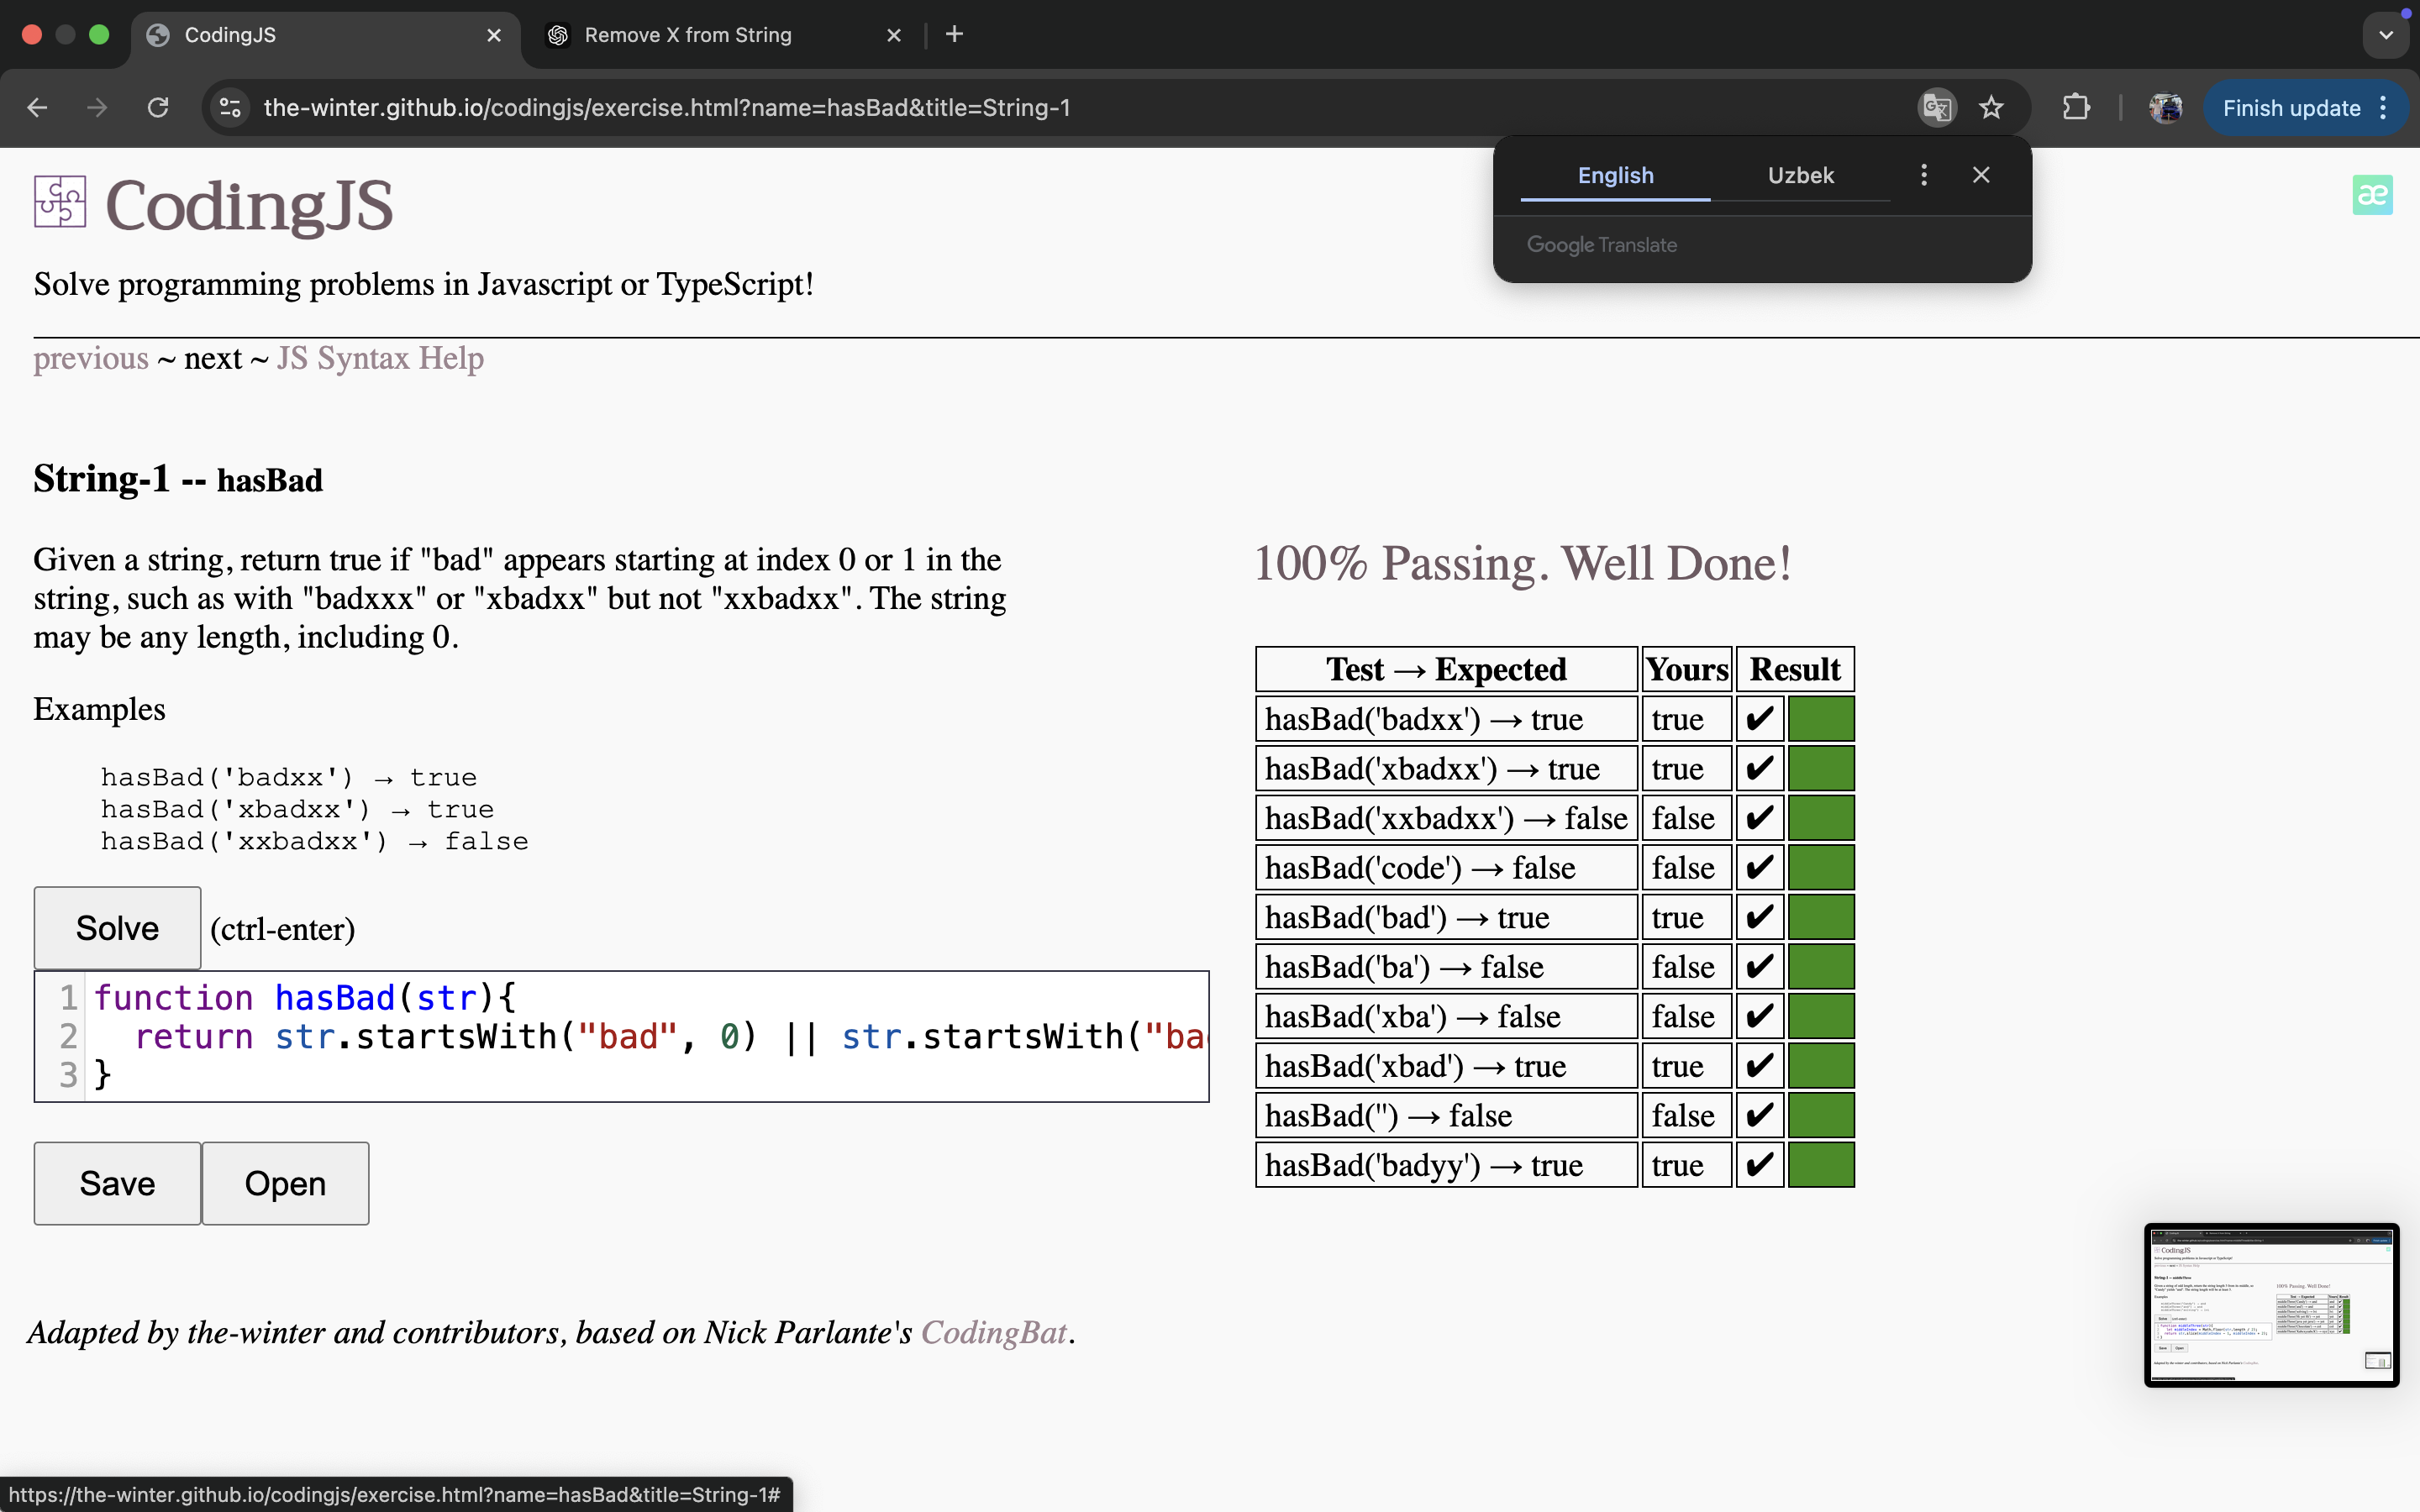 CodingJS
Remove X from String
the-winter.github.io/codingjs/exercise.html?name=hasBad&title=String-1
Finish update
English
Uzbek
Google Translate
CodingJS
æ
Solve programming problems in Javascript or TypeScript!
previous ~ next ~ JS Syntax Help
String-1 -- hasBad
Given a string, return true if "bad" appears starting at index 0 or 1 in the
string, such as with "badxxx" or "xbadxx" but not "xxbadxx". The string
may be any length, including 0.
Examples
hasBad('badxx') → true
hasBad('xbadxx') → true
hasBad('xxbadxx') → false
Solve (ctrl-enter)
1 function hasBad(str){
2 return str.startsWith("bad", 0) || str.startsWith("ba
3 }
Save Open
100% Passing. Well Done!
Test → Expected Yours Result
hasBad('badxx') → true true ✔
hasBad('xbadxx') → true true ✔
hasBad('xxbadxx') → false false ✔
hasBad('code') → false false ✔
hasBad('bad') → true true ✔
hasBad('ba') → false false ✔
hasBad('xba') → false false ✔
hasBad('xbad') → true true ✔
hasBad('') → false false ✔
hasBad('badyy') → true true ✔
Adapted by the-winter and contributors, based on Nick Parlante's CodingBat.
CodingJS
100% Passing. Well Done!
https://the-winter.github.io/codingjs/exercise.html?name=hasBad&title=String-1#